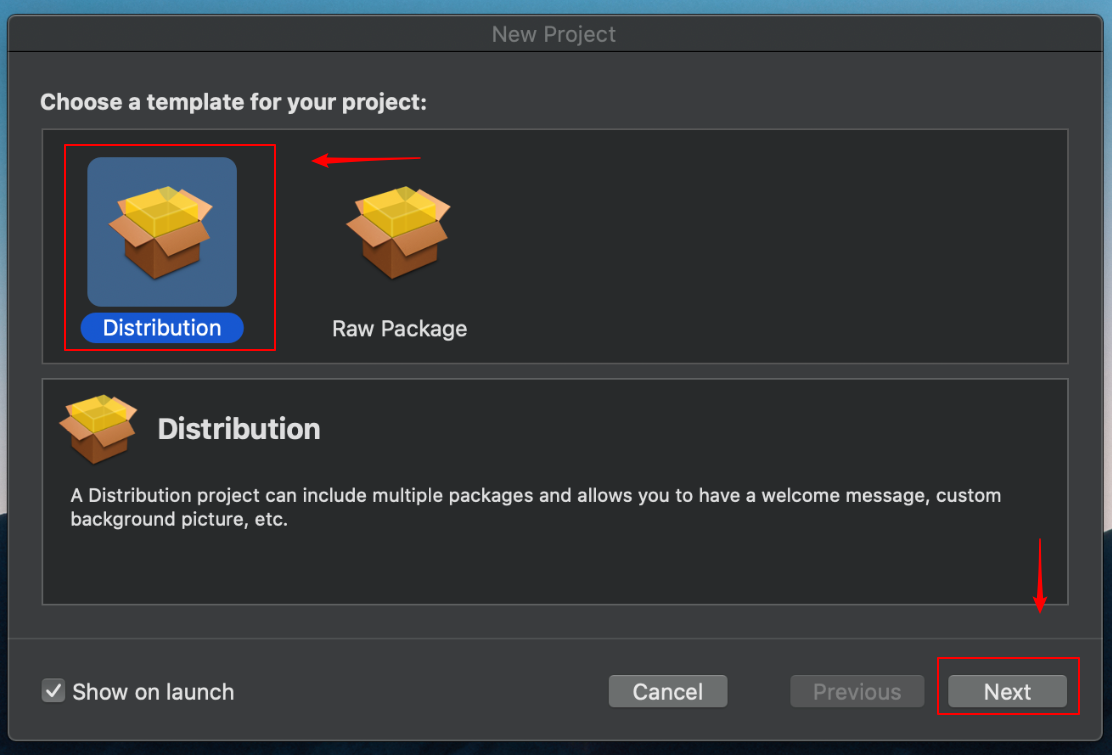 New Project
Choose a template for your project:
Distribution
Raw Package
Distribution
A Distribution project can include multiple packages and allows you to have a welcome message, custom
background picture, etc.
Show on launch
Cancel
Previous
Next